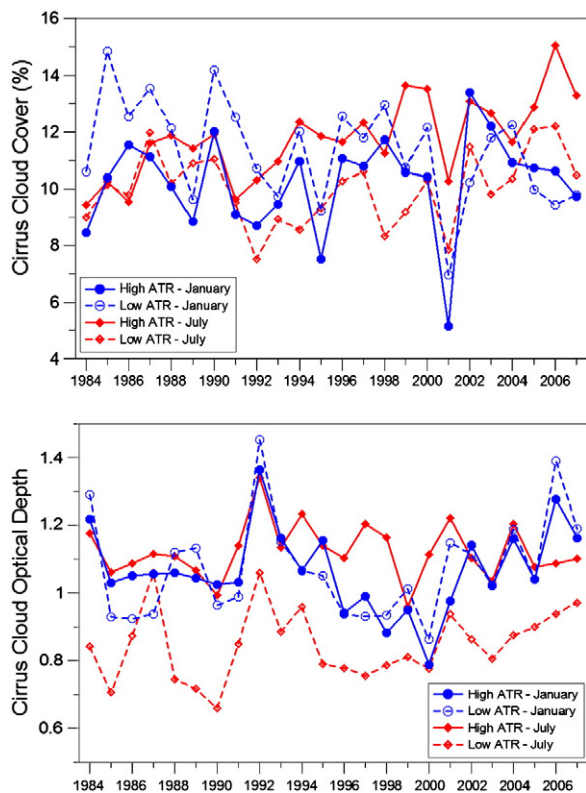 Cirrus Cloud Cover (%)
16
14
12
10
8
6
4
High ATR - January
Low ATR - January
High ATR - July
Low ATR - July
1984 1986 1988 1990 1992 1994 1996 1998 2000 2002 2004 2006
Cirrus Cloud Optical Depth
1.4
1.2
1
0.8
0.6
High ATR - January
Low ATR - January
High ATR - July
Low ATR - July
1984 1986 1988 1990 1992 1994 1996 1998 2000 2002 2004 2006